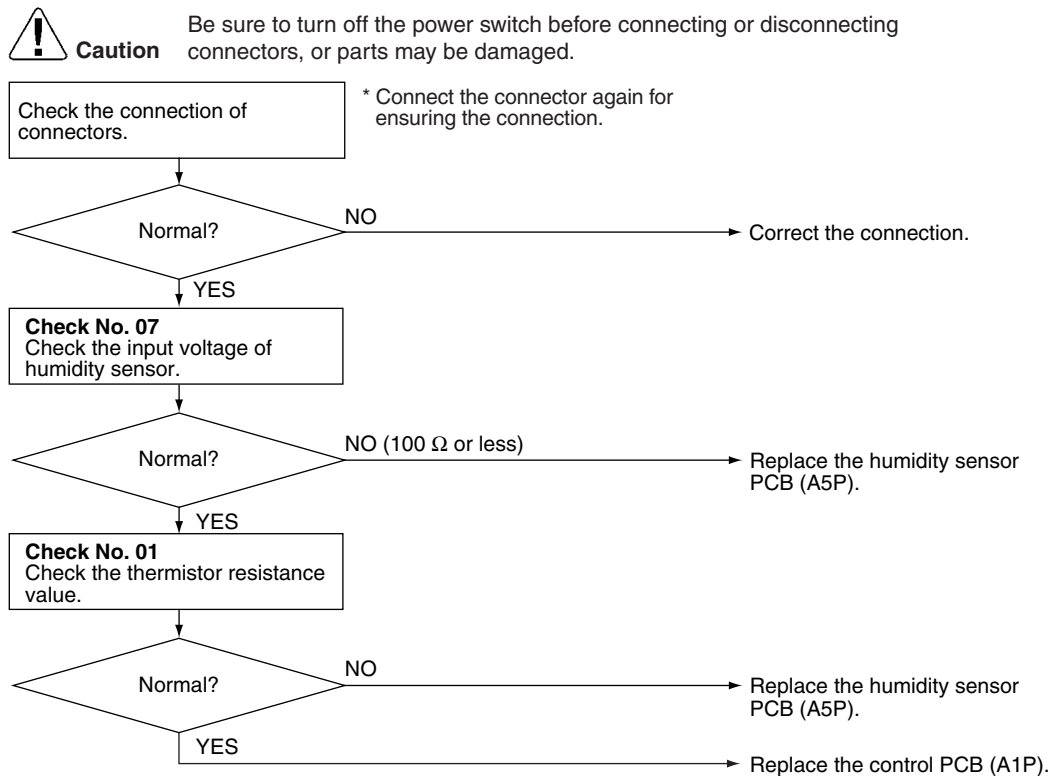 Be sure to turn off the power switch before connecting or disconnecting
Caution connectors, or parts may be damaged.
Check the connection of
connectors.
* Connect the connector again for
ensuring the connection.
Normal?
NO
Correct the connection.
YES
Check No. 07
Check the input voltage of
humidity sensor.
Normal?
NO (100 Ω or less)
Replace the humidity sensor
PCB (A5P).
YES
Check No. 01
Check the thermistor resistance
value.
Normal?
NO
Replace the humidity sensor
PCB (A5P).
YES
Replace the control PCB (A1P).